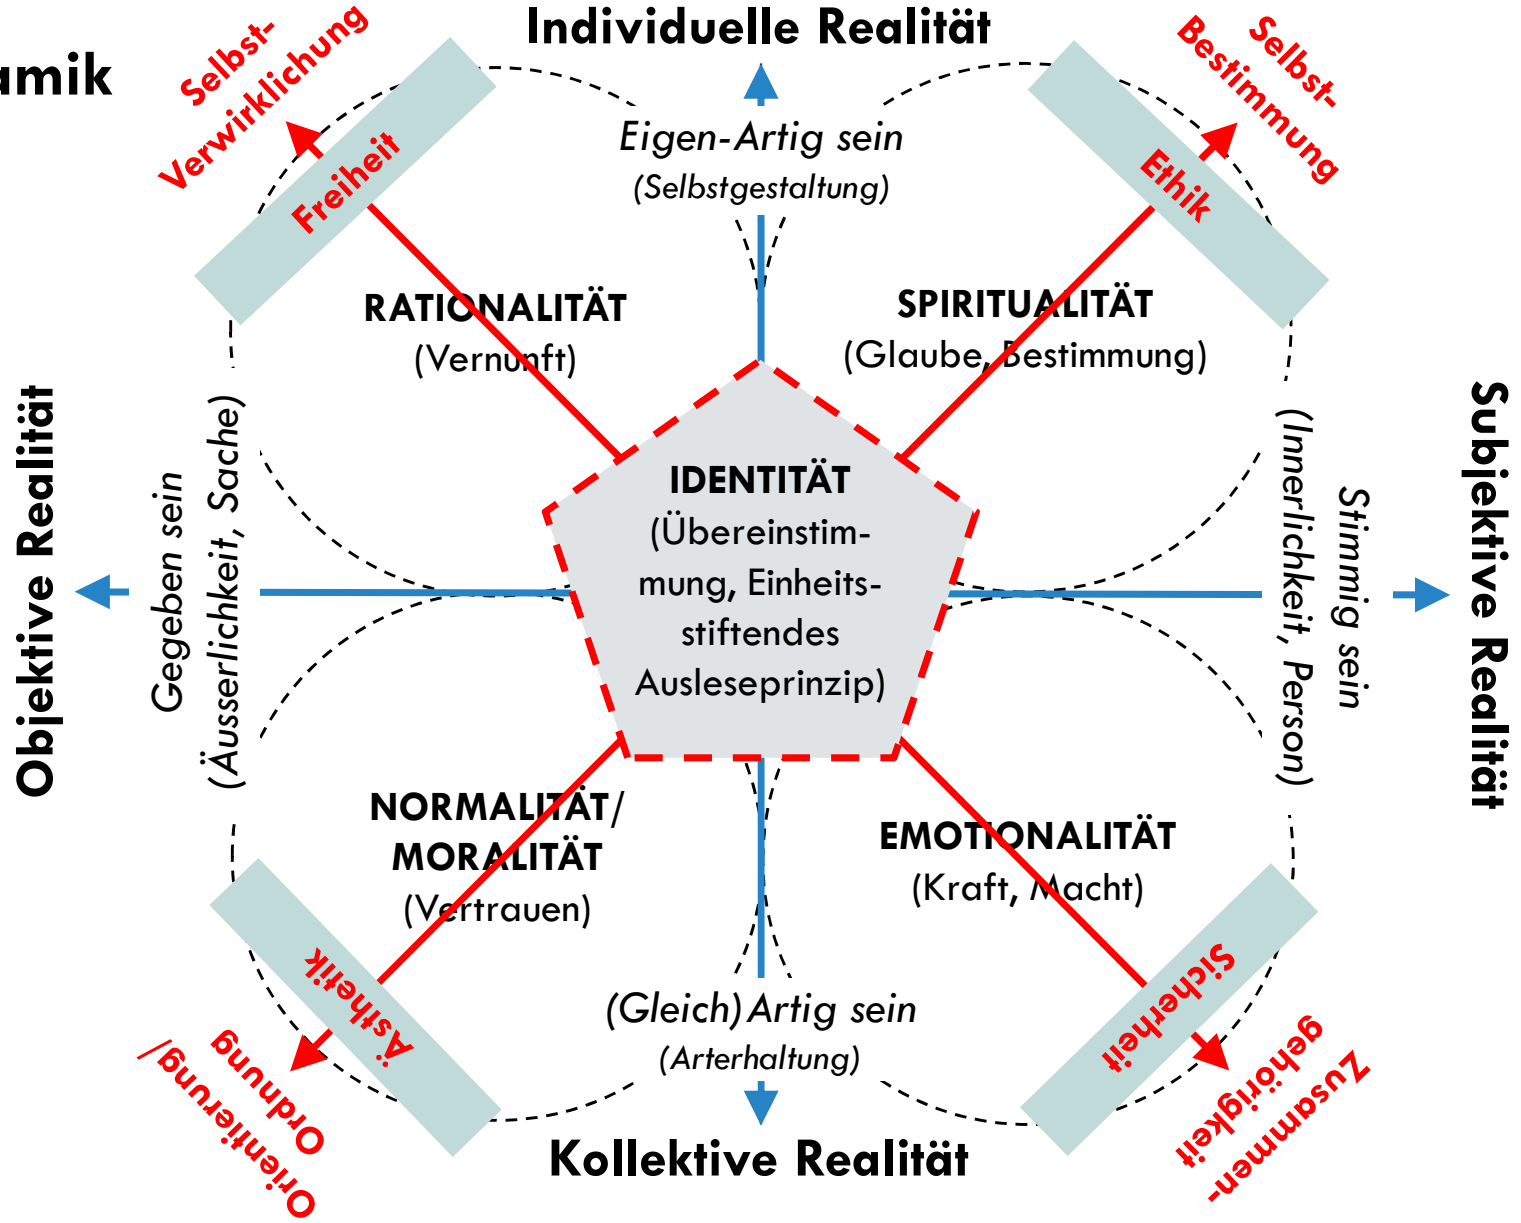 amik
Individuelle Realität
Selbst-
Verwirklichung
Selbst-
Bestimmung
Freiheit
Ethik
Eigen-Artig sein
(Selbstgestaltung)
RATIONALITÄT
(Vernunft)
SPIRITUALITÄT
(Glaube, Bestimmung)
Objektive Realität
Gegeben sein
(Äusserlichkeit, Sache)
IDENTITÄT
(Übereinstim-
mung, Einheits-
stiftendes
Ausleseprinzip)
Stimmig sein
(Innerlichkeit, Person)
Subjektive Realität
NORMALITÄT/
MORALITÄT
(Vertrauen)
EMOTIONALITÄT
(Kraft, Macht)
Ästhetik
Sicherheit
(Gleich)Artig sein
(Arterhaltung)
Orientierung/
Ordnung
Zusammen-
gehörigkeit
Kollektive Realität